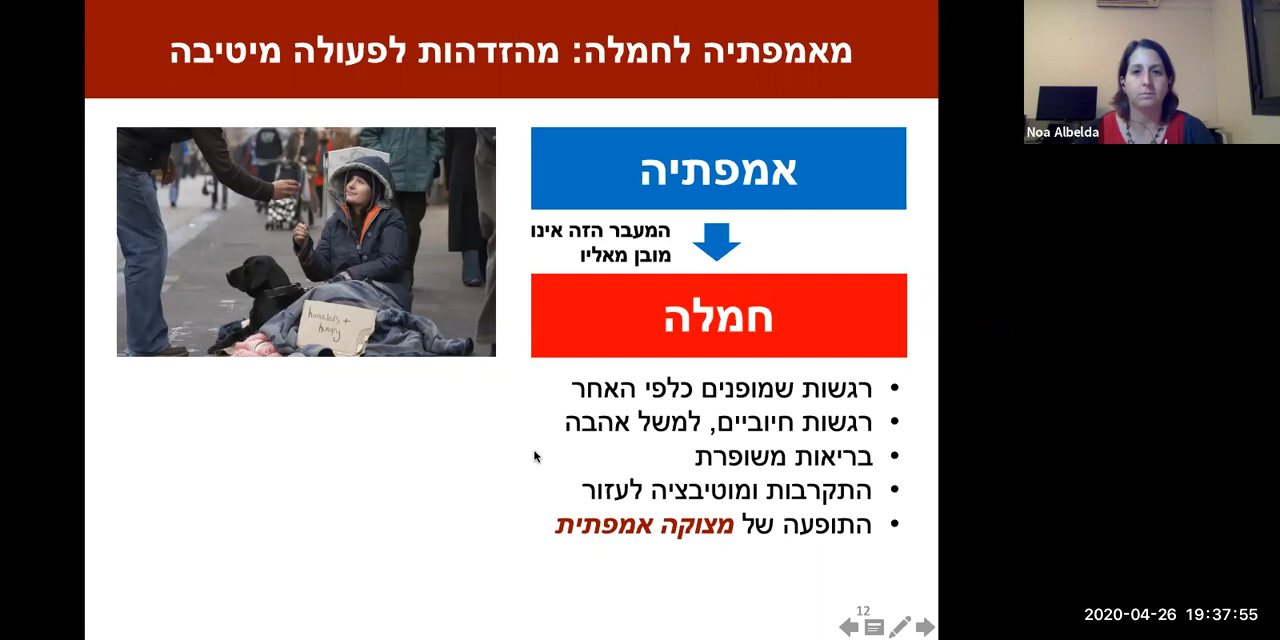 מאמפתיה לחמלה: מהזדהות לפעולה מיטיבה
אמפתיה
המעבר הזה אינו
מובן מאליו
חמלה
• רגשות שמופנים כלפי האחר
• רגשות חיוביים, למשל אהבה
• בריאות משופרת
• התקרבות ומוטיבציה לעזור
• התופעה של מצוקה אמפתית
homeless +
hungry
12
Noa Albelda
2020-04-26 19:37:55